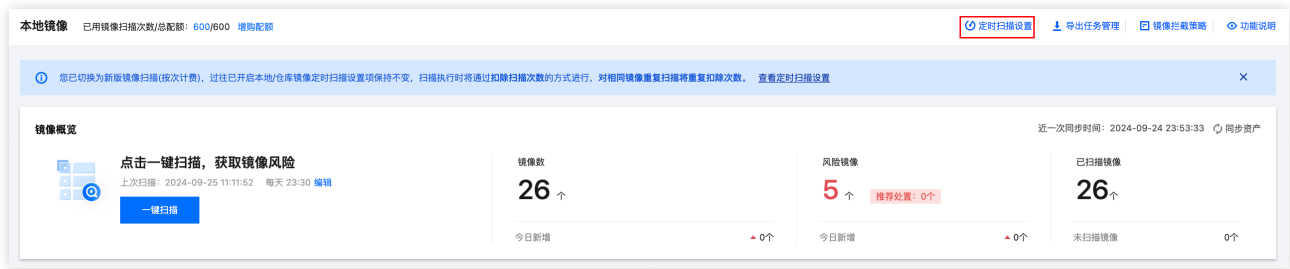 本地镜像 已用镜像扫描次数/总配额：600/600 增购配额 定时扫描设置 导出任务管理 镜像拦截策略 功能说明
您已切换为新版镜像扫描(按次计费)，过往已开启本地/仓库镜像定时扫描设置项保持不变，扫描执行时将通过扣除扫描次数的方式进行，对相同镜像重复扫描将重复扣除次数。 查看定时扫描设置
镜像概览 近一次同步时间：2024-09-24 23:53:33 同步资产
点击一键扫描，获取镜像风险 镜像数 风险镜像 已扫描镜像
上次扫描：2024-09-25 11:11:52 每天 23:30 编辑
26 个 5 个 推荐处置：0个 26个
一键扫描
今日新增 0个 今日新增 0个 未扫描镜像 0个